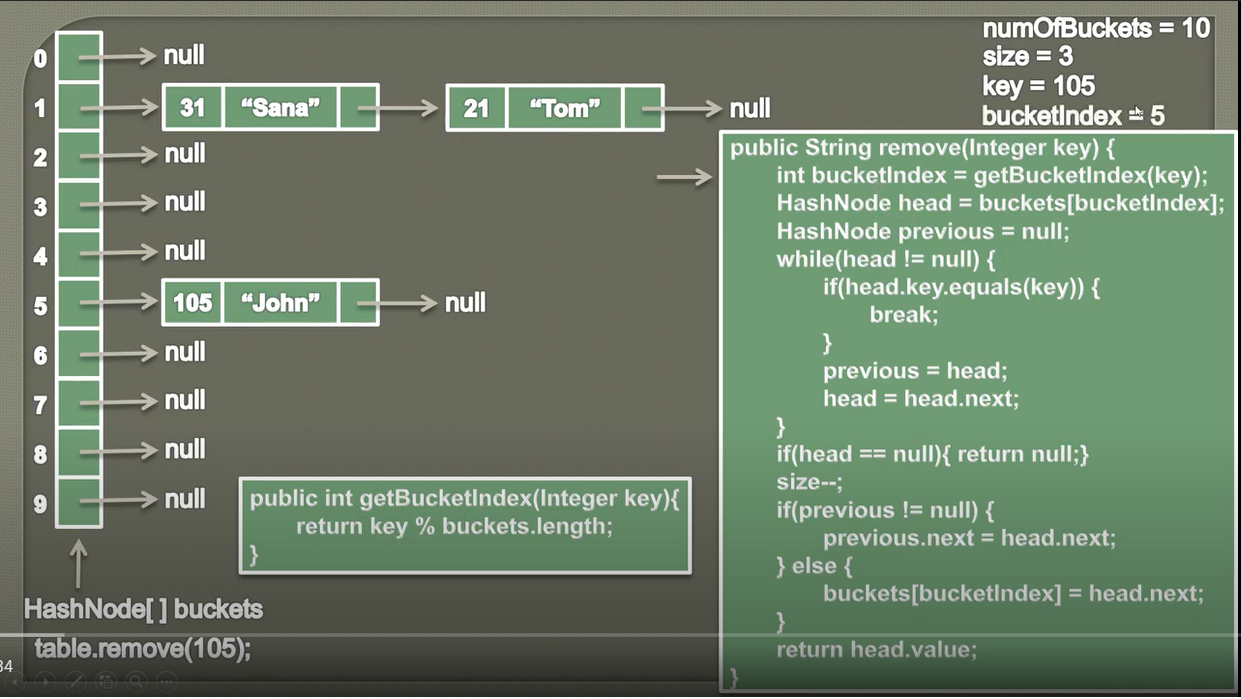 numOfBuckets = 10
size = 3
key = 105
bucketIndex = 5
0 null
1 31 “Sana” 21 “Tom” null
2 null
3 null
4 null
5 105 “John” null
6 null
7 null
8 null
9 null
HashNode[ ] buckets
table.remove(105);
34
public int getBucketIndex(Integer key){
return key % buckets.length;
}
public String remove(Integer key) {
int bucketIndex = getBucketIndex(key);
HashNode head = buckets[bucketIndex];
HashNode previous = null;
while(head != null) {
if(head.key.equals(key)) {
break;
}
previous = head;
head = head.next;
}
if(head == null){ return null;}
size--;
if(previous != null) {
previous.next = head.next;
} else {
buckets[bucketIndex] = head.next;
}
return head.value;
}